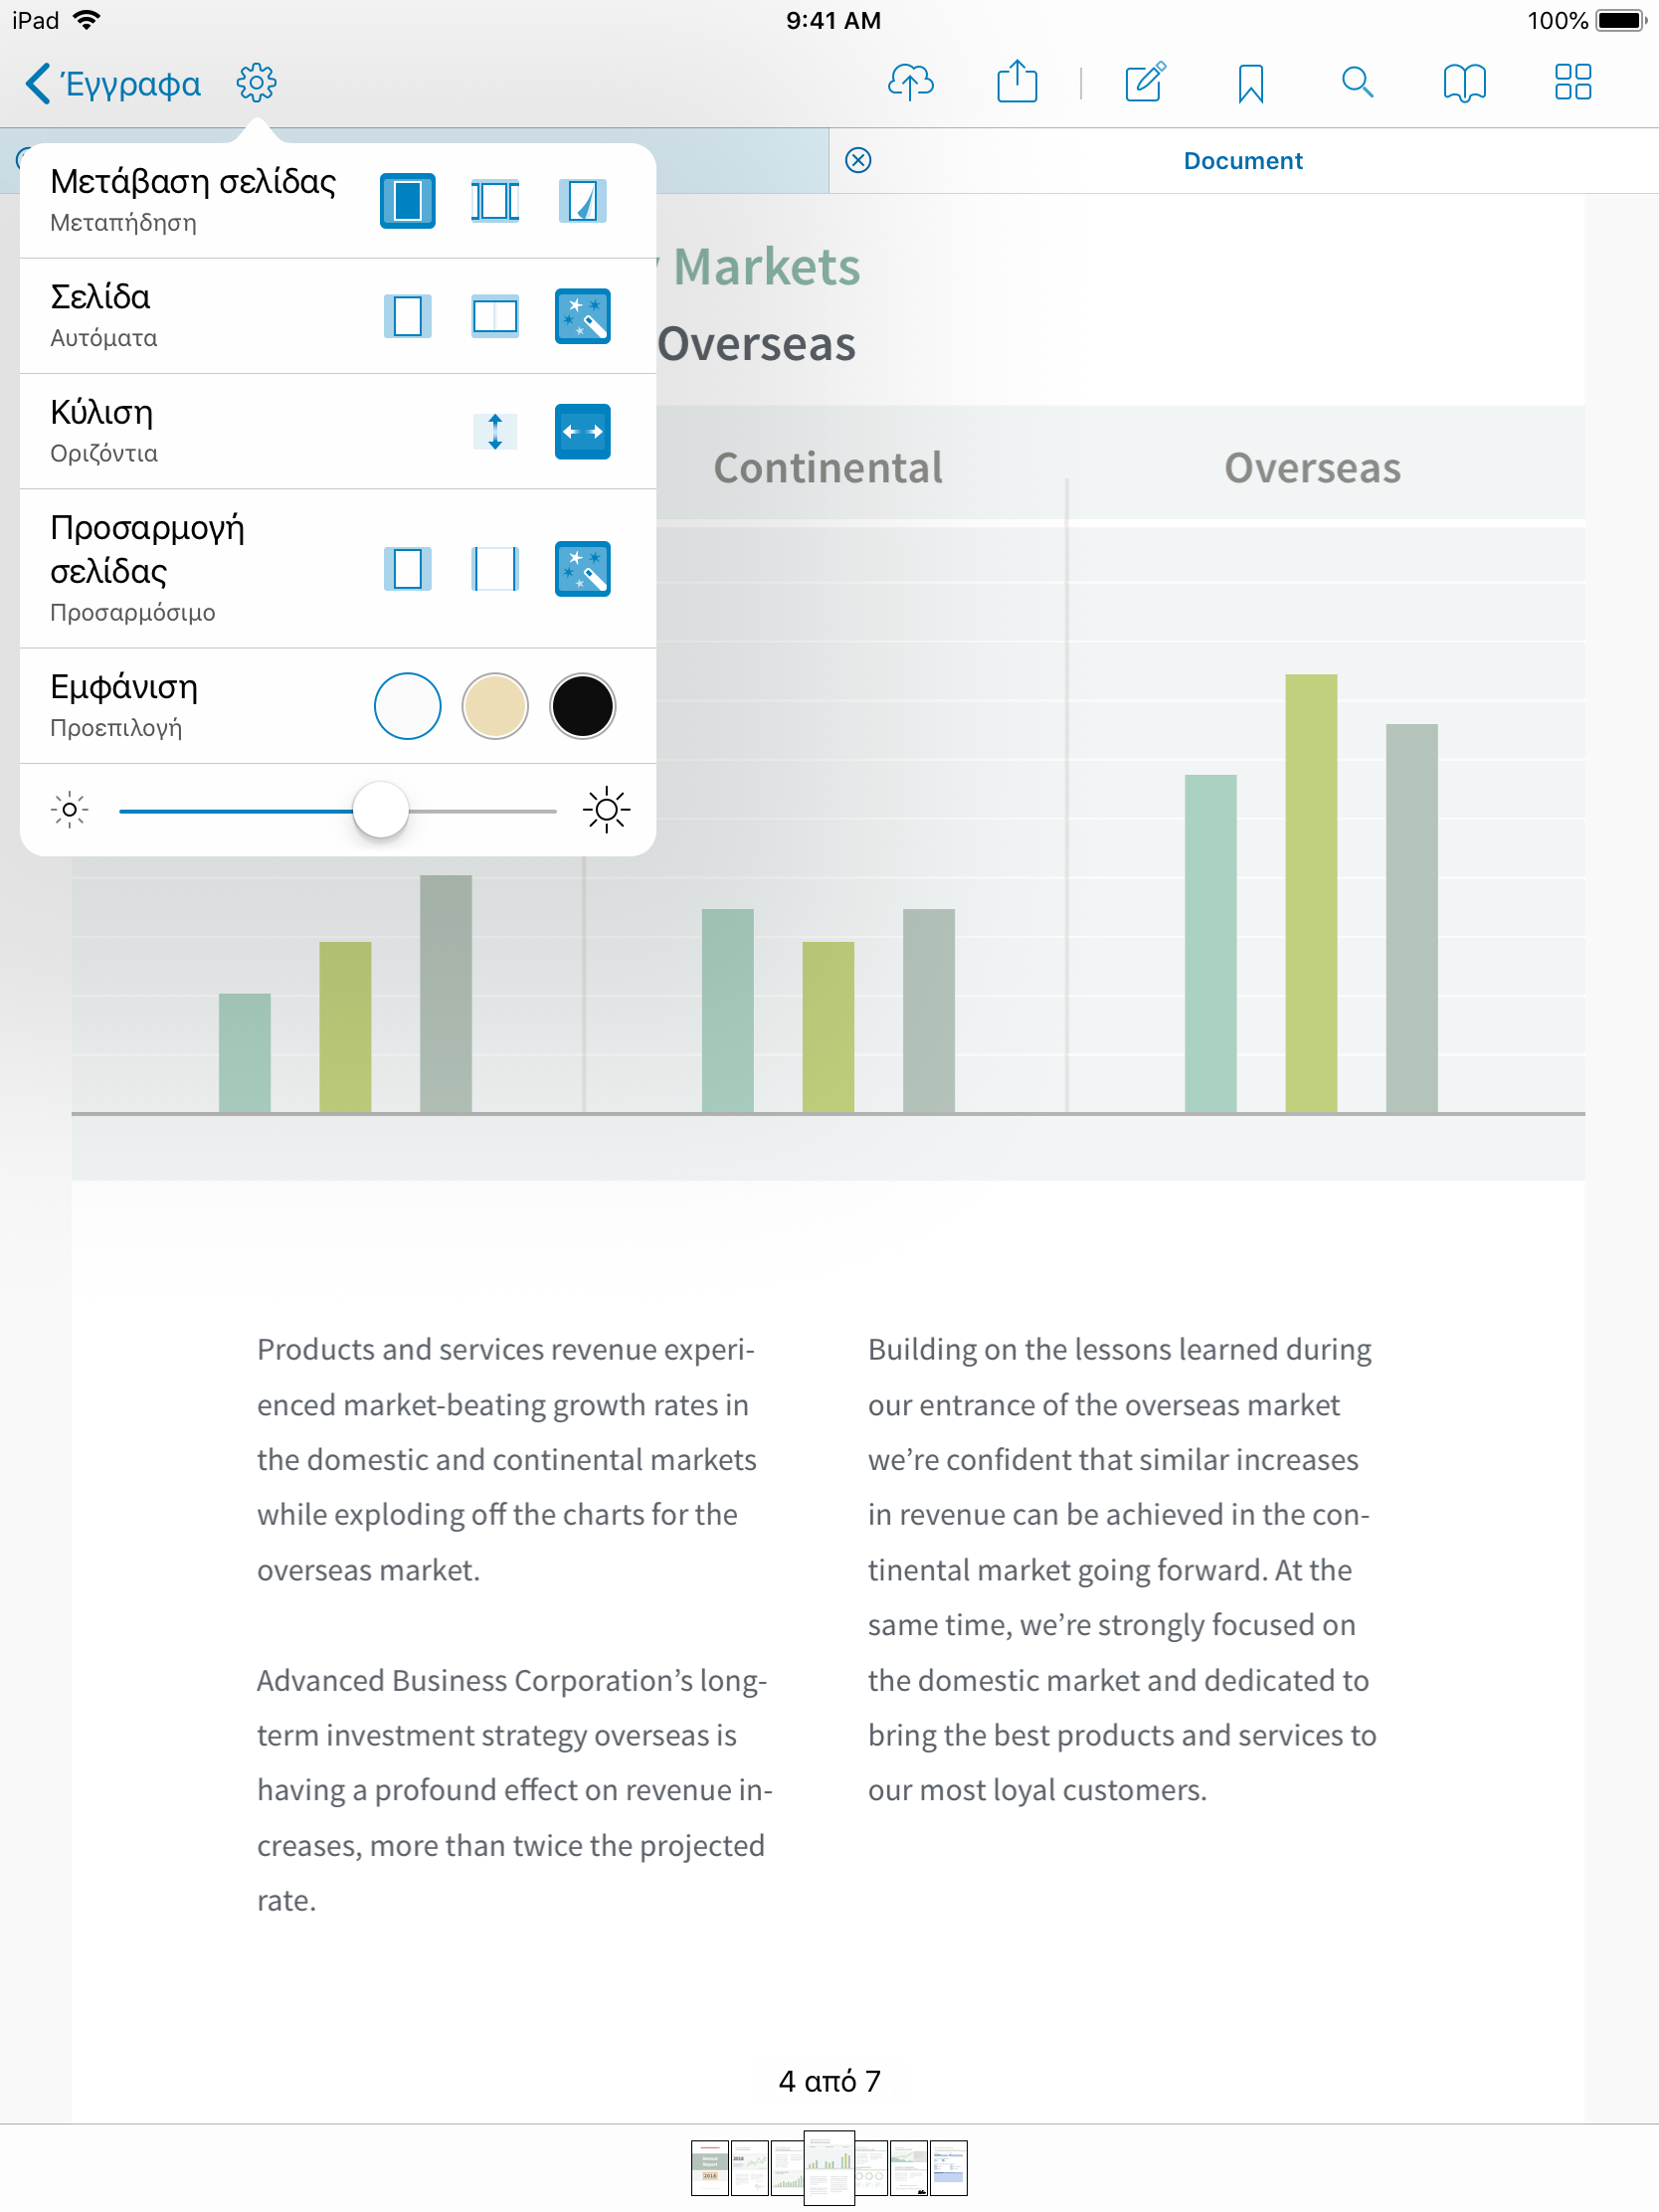 iPad
9:41 AM
100%
Έγγραφα
Document
Μετάβαση σελίδας
Μεταπήδηση
Σελίδα
Αυτόματα
Κύλιση
Οριζόντια
Προσαρμογή
σελίδας
Προσαρμόσιμο
Εμφάνιση
Προεπιλογή
Markets
Overseas
Continental
Overseas
Products and services revenue experi-
enced market-beating growth rates in
the domestic and continental markets
while exploding off the charts for the
overseas market.
Advanced Business Corporation’s long-
term investment strategy overseas is
having a profound effect on revenue in-
creases, more than twice the projected
rate.
Building on the lessons learned during
our entrance of the overseas market
we’re confident that similar increases
in revenue can be achieved in the con-
tinental market going forward. At the
same time, we’re strongly focused on
the domestic market and dedicated to
bring the best products and services to
our most loyal customers.
4 από 7